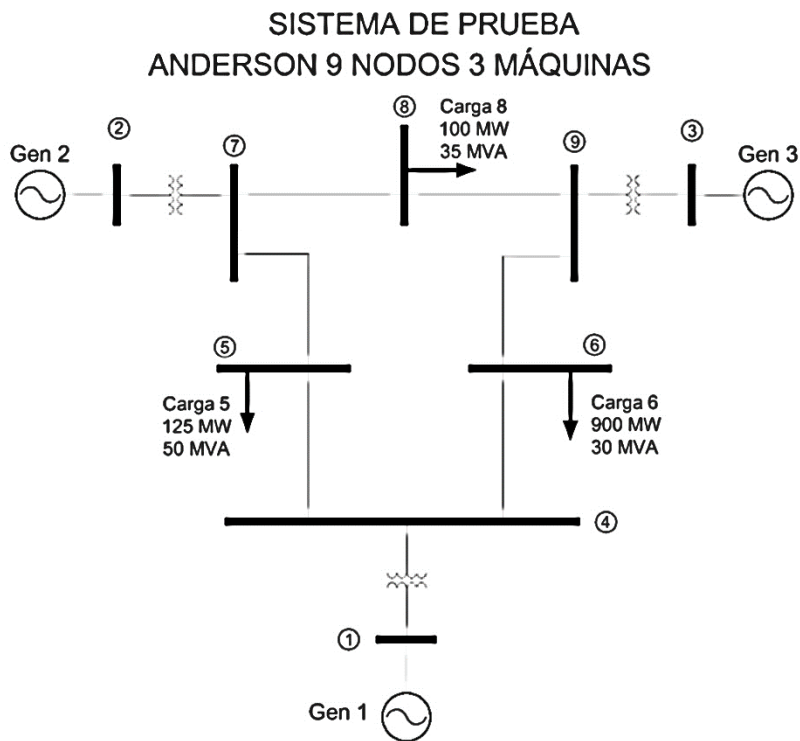 SISTEMA DE PRUEBA
ANDERSON 9 NODOS 3 MÁQUINAS
8
Carga 8
100 MW
35 MVA
2
7
9
3
Gen 2
Gen 3
5
6
Carga 5
125 MW
50 MVA
Carga 6
900 MW
30 MVA
4
1
Gen 1